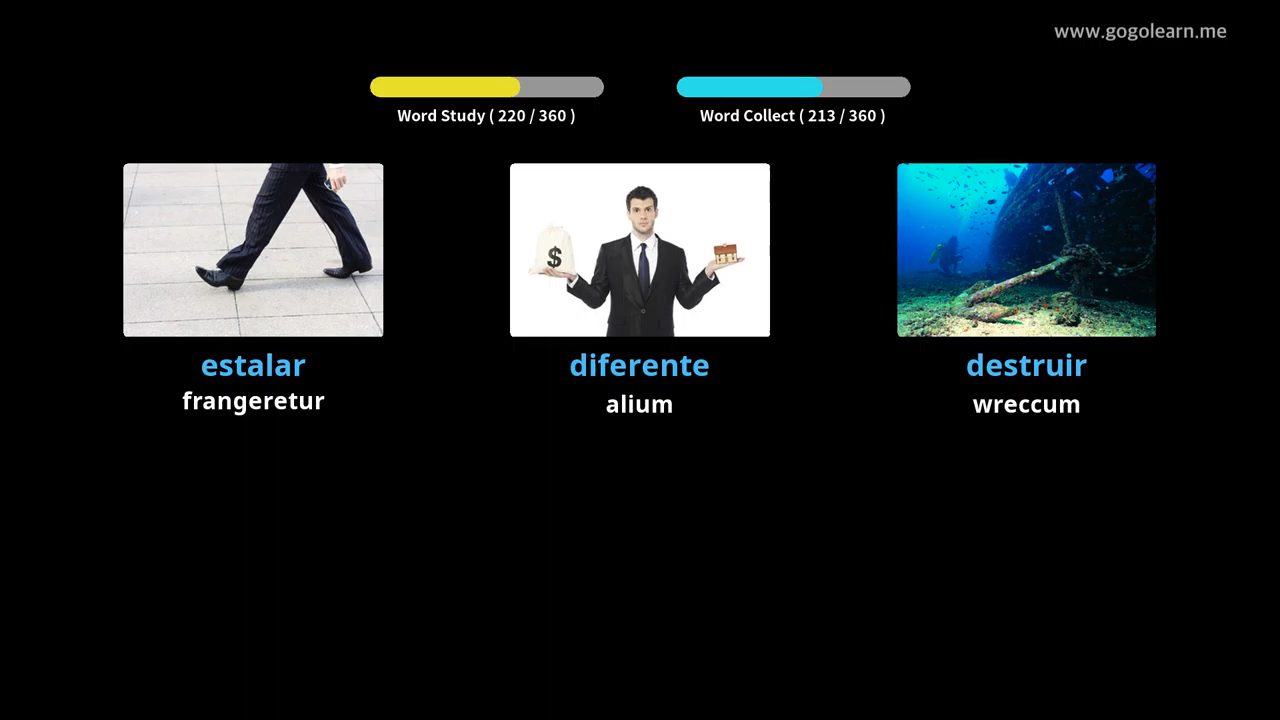 www.gogolearn.me
Word Study ( 220 / 360 )
Word Collect ( 213 / 360 )
$
estalar
frangeretur
diferente
alium
destruir
wreccum